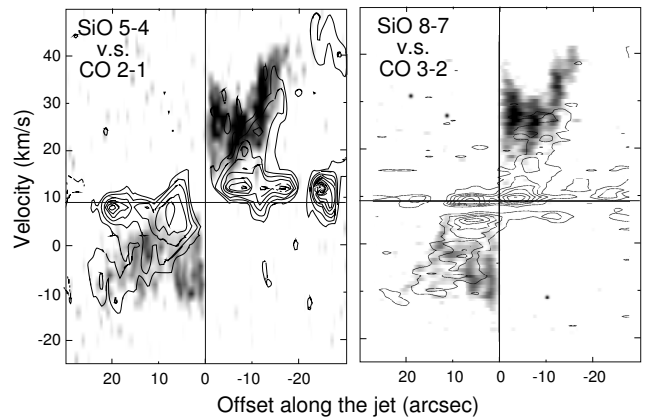 SiO 5-4
v.s.
CO 2-1
SiO 8-7
v.s.
CO 3-2
50
40
30
20
10
0
-10
-20
Velocity (km/s)
20
10
0
-10
-20
20
10
0
-10
-20
Offset along the jet (arcsec)